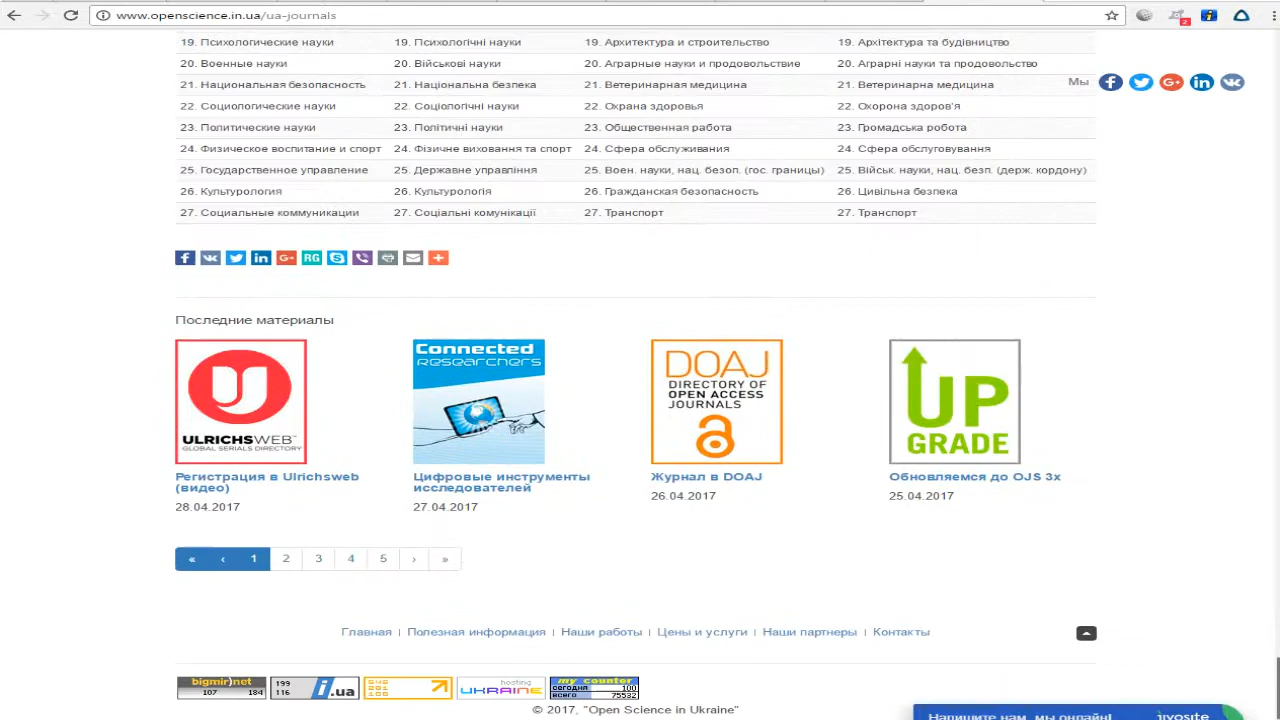 www.openscience.in.ua/ua-journals
2
19. Психологические науки 19. Психологічні науки 19. Архитектура и строительство 19. Архітектура та будівництво
20. Военные науки 20. Військові науки 20. Аграрные науки и продовольствие 20. Аграрні науки та продовольство
21. Национальная безопасность 21. Національна безпека 21. Ветеринарная медицина 21. Ветеринарна медицина
Мы
22. Социологические науки 22. Соціологічні науки 22. Охрана здоровья 22. Охорона здоров'я
23. Политические науки 23. Політичні науки 23. Общественная работа 23. Громадська робота
24. Физическое воспитание и спорт 24. Фізичне виховання та спорт 24. Сфера обслуживания 24. Сфера обслуговування
25. Государственное управление 25. Державне управління 25. Воен. науки, нац. безоп. (гос. границы) 25. Військ. науки, нац. безп. (держ. кордону)
26. Культурология 26. Культурологія 26. Гражданская безопасность 26. Цивільна безпека
27. Социальные коммуникации 27. Соціальні комунікації 27. Транспорт 27. Транспорт
RG
Последние материалы
ULRICHSWEB™
GLOBAL SERIALS DIRECTORY
Connected
Researchers
DOAJ
DIRECTORY OF
OPEN ACCESS
JOURNALS
UP
GRADE
Регистрация в Ulrichsweb
(видео)
28.04.2017
Цифровые инструменты
исследователей
27.04.2017
Журнал в DOAJ
26.04.2017
Обновляемся до OJS 3x
25.04.2017
« ‹ 1 2 3 4 5 › »
Главная | Полезная информация | Наши работы | Цены и услуги | Наши партнеры | Контакты
bigmir)net
107 184
199
116
i.ua
hosting
UKRAINE
my counter
сегодня 100
всего 75532
© 2017, "Open Science in Ukraine"
Напишите нам, мы онлайн! jivosite